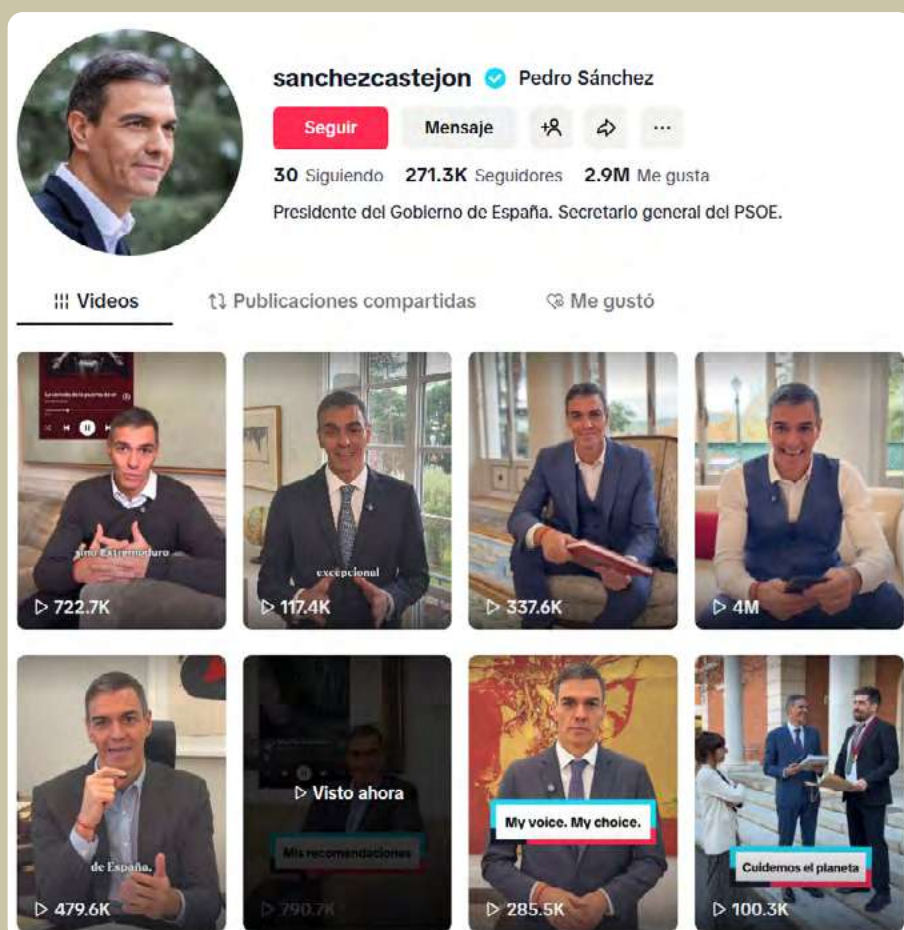 sanchezcastejon Pedro Sánchez
Seguir Mensaje
30 Siguiendo 271.3K Seguidores 2.9M Me gusta
Presidente del Gobierno de España. Secretario general del PSOE.
Videos Publicaciones compartidas Me gustó
sino Extremoduro
excepcional
722.7K 117.4K 337.6K 4M
Visto ahora
My voice. My choice.
Mis recomendaciones
de España.
Cuidemos el planeta
479.6K 790.7K 285.5K 100.3K